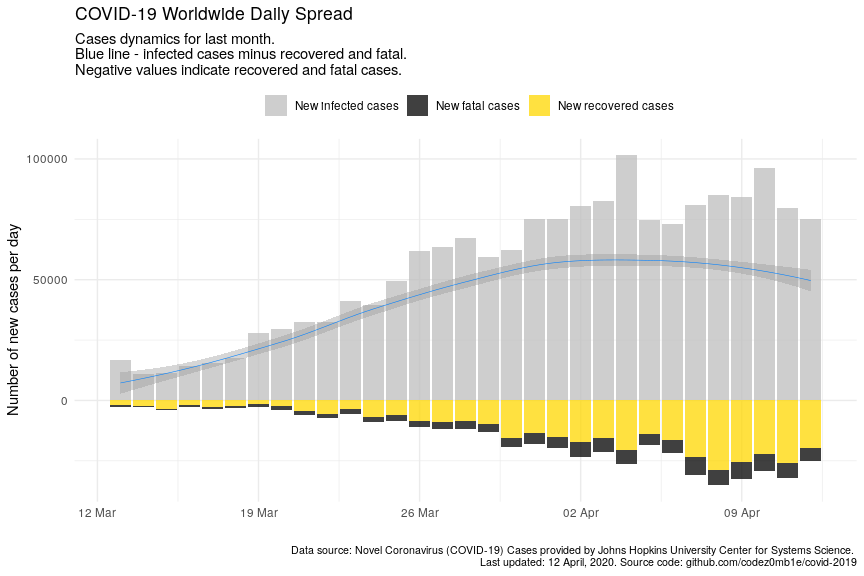 COVID-19 Worldwide Daily Spread
Cases dynamics for last month.
Blue line - infected cases minus recovered and fatal.
Negative values indicate recovered and fatal cases.
New infected cases New fatal cases New recovered cases
Number of new cases per day
100000
50000
0
12 Mar 19 Mar 26 Mar 02 Apr 09 Apr
Data source: Novel Coronavirus (COVID-19) Cases provided by Johns Hopkins University Center for Systems Science.
Last updated: 12 April, 2020. Source code: github.com/codez0mb1e/covid-2019